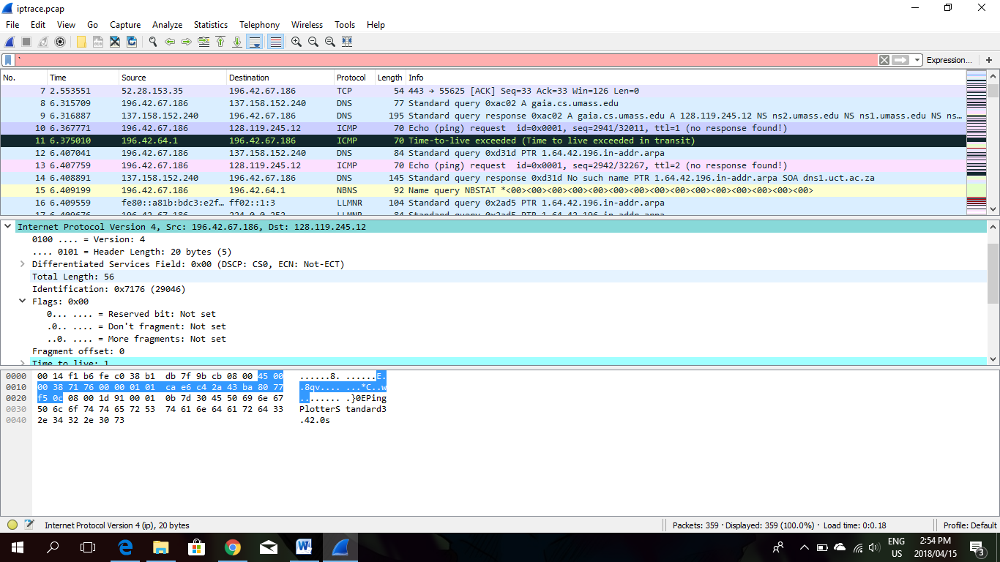 iptrace.pcap
File Edit View Go Capture Analyze Statistics Telephony Wireless Tools Help
` Expression… +
No. Time Source Destination Protocol Length Info
7 2.553551 52.28.153.35 196.42.67.186 TCP 54 443 → 55625 [ACK] Seq=33 Ack=33 Win=126 Len=0
8 6.315709 196.42.67.186 137.158.152.240 DNS 77 Standard query 0xac02 A gaia.cs.umass.edu
9 6.316887 137.158.152.240 196.42.67.186 DNS 195 Standard query response 0xac02 A gaia.cs.umass.edu A 128.119.245.12 NS ns2.umass.edu NS ns1.umass.edu NS ns…
10 6.367771 196.42.67.186 128.119.245.12 ICMP 70 Echo (ping) request id=0x0001, seq=2941/32011, ttl=1 (no response found!)
11 6.375010 196.42.64.1 196.42.67.186 ICMP 70 Time-to-live exceeded (Time to live exceeded in transit)
12 6.407041 196.42.67.186 137.158.152.240 DNS 84 Standard query 0xd31d PTR 1.64.42.196.in-addr.arpa
13 6.407759 196.42.67.186 128.119.245.12 ICMP 70 Echo (ping) request id=0x0001, seq=2942/32267, ttl=2 (no response found!)
14 6.408891 137.158.152.240 196.42.67.186 DNS 145 Standard query response 0xd31d No such name PTR 1.64.42.196.in-addr.arpa SOA dns1.uct.ac.za
15 6.409199 196.42.67.186 196.42.64.1 NBNS 92 Name query NBSTAT *<00><00><00><00><00><00><00><00><00><00><00><00><00><00><00>
16 6.409559 fe80::a81b:bdc3:e2f… ff02::1:3 LLMNR 104 Standard query 0x2ad5 PTR 1.64.42.196.in-addr.arpa
17 6.409676 196.42.67.186 224.0.0.252 LLMNR 84 Standard query 0x2ad5 PTR 1.64.42.196.in-addr.arpa
Internet Protocol Version 4, Src: 196.42.67.186, Dst: 128.119.245.12
0100 .... = Version: 4
.... 0101 = Header Length: 20 bytes (5)
Differentiated Services Field: 0x00 (DSCP: CS0, ECN: Not-ECT)
Total Length: 56
Identification: 0x7176 (29046)
Flags: 0x00
0... .... = Reserved bit: Not set
.0.. .... = Don't fragment: Not set
..0. .... = More fragments: Not set
Fragment offset: 0
Time to live: 1
0000 00 14 f1 b6 fe c0 38 b1 db 7f 9b cb 08 00 45 00 ......8. ......E.
0010 00 38 71 76 00 00 01 01 ca e6 c4 2a 43 ba 80 77 .8qv.... ...*C..w
0020 f5 0c 08 00 1d 91 00 01 0b 7d 30 45 50 69 6e 67 ........ .}0EPing
0030 50 6c 6f 74 74 65 72 53 74 61 6e 64 61 72 64 33 PlotterS tandard3
0040 2e 34 32 2e 30 73 .42.0s
Internet Protocol Version 4 (ip), 20 bytes Packets: 359 · Displayed: 359 (100.0%) · Load time: 0:0.18 Profile: Default
ENG 2:54 PM
US 2018/04/15 3